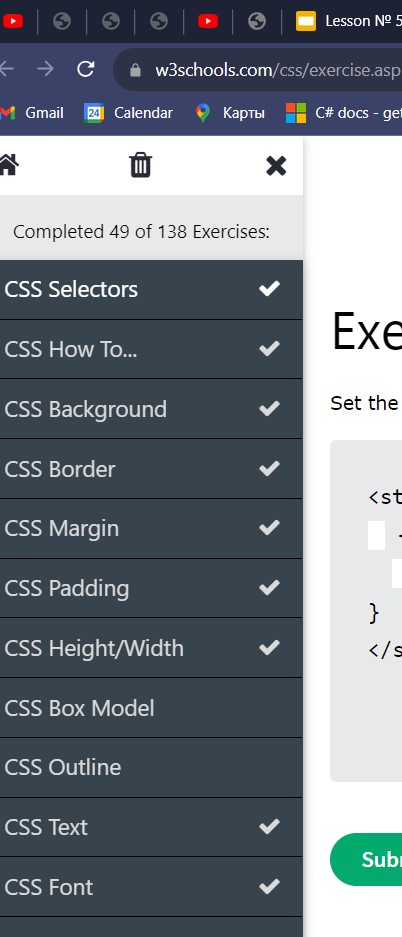 Lesson № 5
w3schools.com/css/exercise.asp
Gmail
24 Calendar
Карты
C# docs - get
Completed 49 of 138 Exercises:
CSS Selectors
CSS How To...
CSS Background
CSS Border
CSS Margin
CSS Padding
CSS Height/Width
CSS Box Model
CSS Outline
CSS Text
CSS Font
Exe
Set the
<st
}
</s
Subr